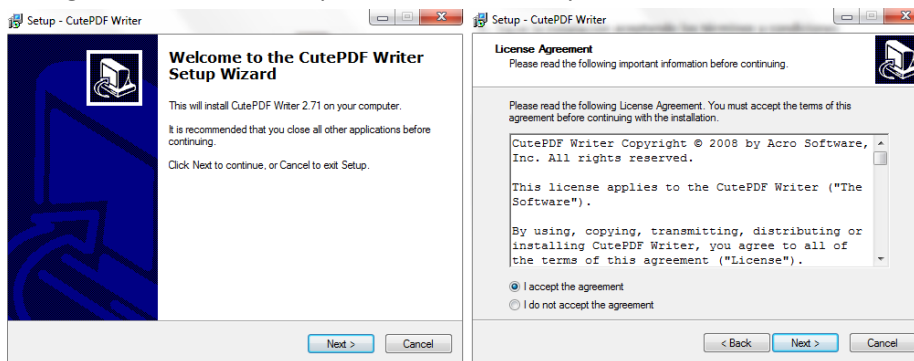 Setup - CutePDF Writer
Welcome to the CutePDF Writer
Setup Wizard
This will install CutePDF Writer 2.71 on your computer.
It is recommended that you close all other applications before
continuing.
Click Next to continue, or Cancel to exit Setup.
Next >
Cancel
Setup - CutePDF Writer
License Agreement
Please read the following important information before continuing.
Please read the following License Agreement. You must accept the terms of this
agreement before continuing with the installation.
CutePDF Writer Copyright © 2008 by Acro Software,
Inc. All rights reserved.
This license applies to the CutePDF Writer ("The
Software").
By using, copying, transmitting, distributing or
installing CutePDF Writer, you agree to all of
the terms of this agreement ("License").
I accept the agreement
I do not accept the agreement
< Back
Next >
Cancel